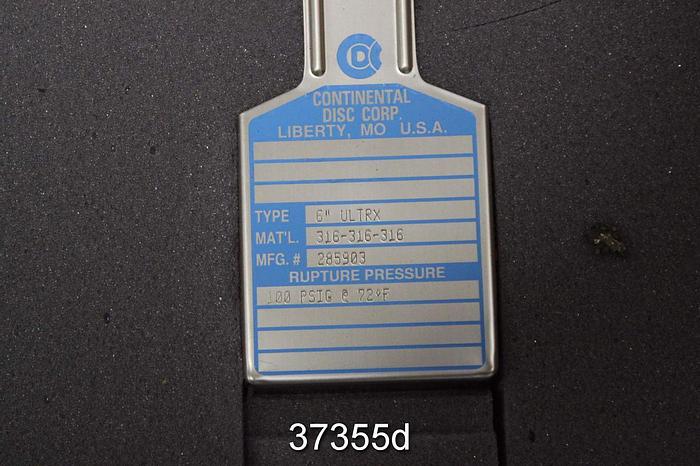 CDC
CONTINENTAL
DISC CORP.
LIBERTY, MO U.S.A.
TYPE 6" ULTRX
MAT'L. 316-316-316
MFG. # 285903
RUPTURE PRESSURE
100 PSIG @ 72°F
37355d